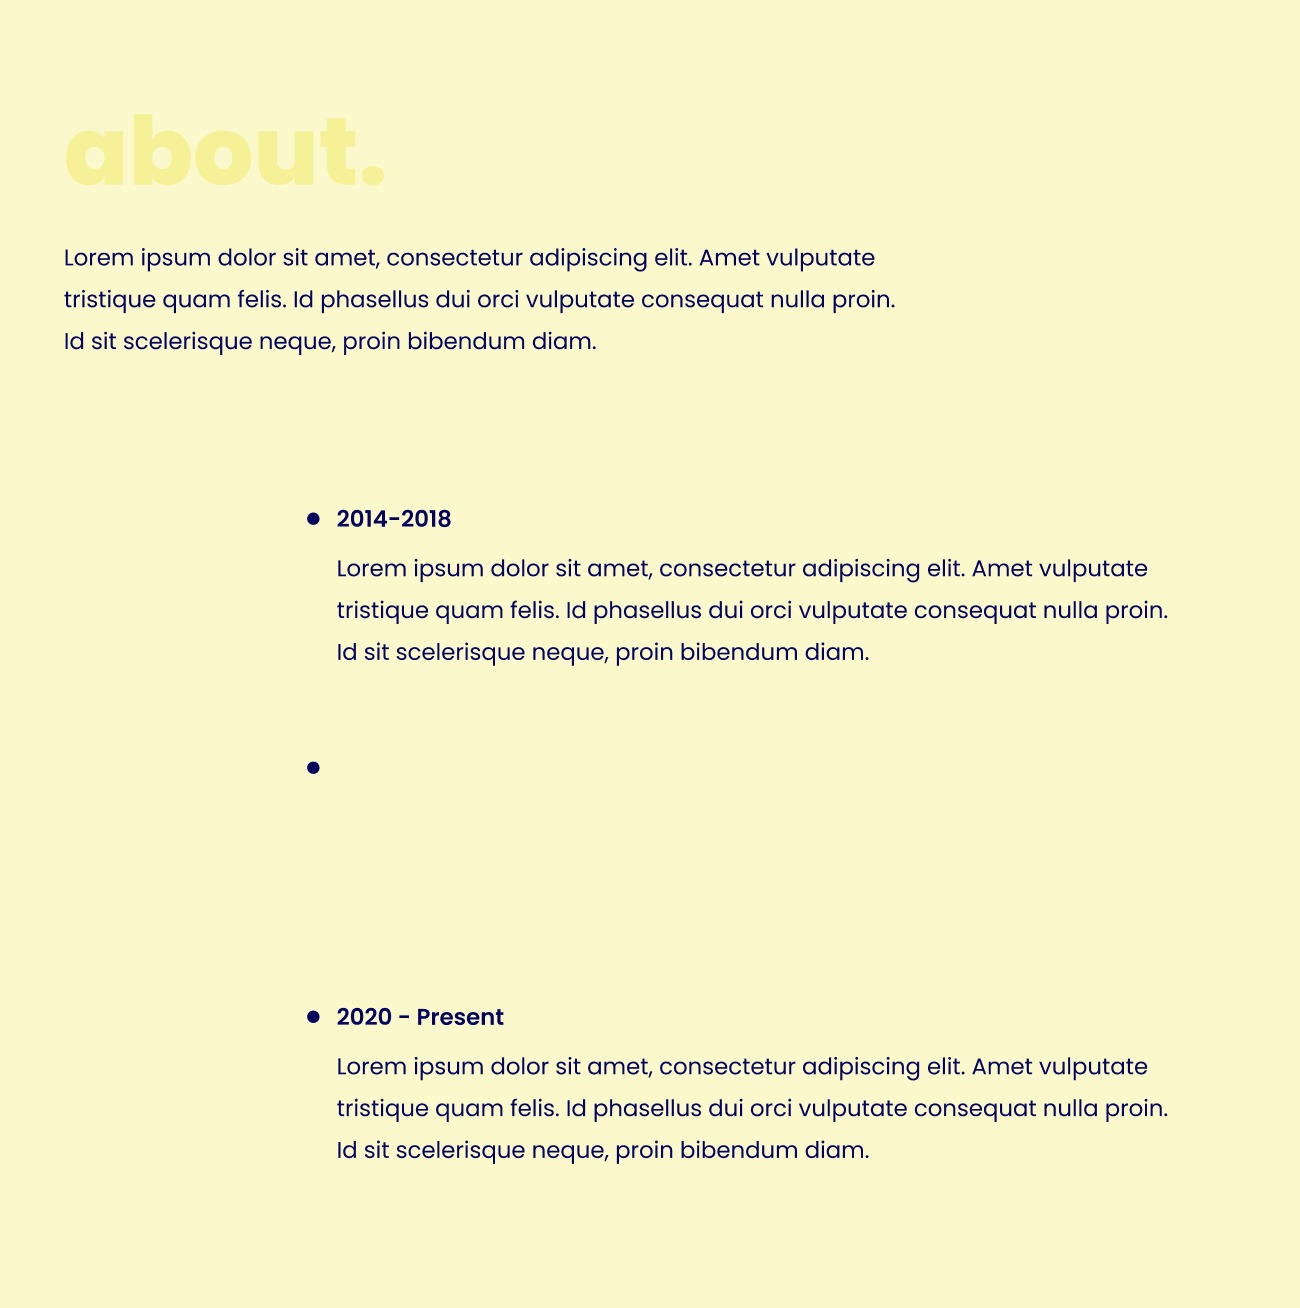 about.
Lorem ipsum dolor sit amet, consectetur adipiscing elit. Amet vulputate
tristique quam felis. Id phasellus dui orci vulputate consequat nulla proin.
Id sit scelerisque neque, proin bibendum diam.
2014-2018
Lorem ipsum dolor sit amet, consectetur adipiscing elit. Amet vulputate
tristique quam felis. Id phasellus dui orci vulputate consequat nulla proin.
Id sit scelerisque neque, proin bibendum diam.
2020 - Present
Lorem ipsum dolor sit amet, consectetur adipiscing elit. Amet vulputate
tristique quam felis. Id phasellus dui orci vulputate consequat nulla proin.
Id sit scelerisque neque, proin bibendum diam.